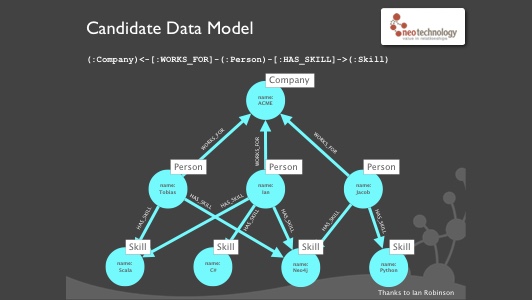 Candidate Data Model
neotechnology
value in relationships
(:Company)<-[:WORKS_FOR]-(:Person)-[:HAS_SKILL]->(:Skill)
Company
name:
ACME
WORKS_FOR
WORKS_FOR
WORKS_FOR
Person
Person
Person
name:
Tobias
name:
Ian
name:
Jacob
HAS_SKILL
HAS_SKILL
HAS_SKILL
HAS_SKILL
HAS_SKILL
HAS_SKILL
HAS_SKILL
Skill
Skill
Skill
Skill
name:
Scala
name:
C#
name:
Neo4J
name:
Python
Thanks to Ian Robinson